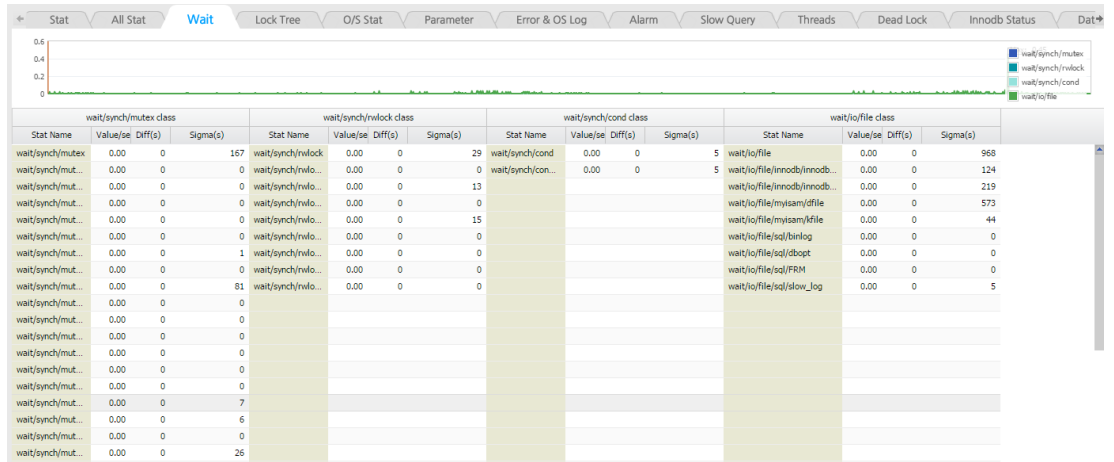 Stat All Stat Wait Lock Tree O/S Stat Parameter Error & OS Log Alarm Slow Query Threads Dead Lock Innodb Status Dat
0.6
0.4
0.2
0
wait/synch/mutex
wait/synch/rwlock
wait/synch/cond
wait/io/file
wait/synch/mutex class wait/synch/rwlock class wait/synch/cond class wait/io/file class
Stat Name Value/se Diff(s) Sigma(s) Stat Name Value/se Diff(s) Sigma(s) Stat Name Value/se Diff(s) Sigma(s) Stat Name Value/se Diff(s) Sigma(s)
wait/synch/mutex 0.00 0 167 wait/synch/rwlock 0.00 0 29 wait/synch/cond 0.00 0 5 wait/io/file 0.00 0 968
wait/synch/mut... 0.00 0 0 wait/synch/rwlo... 0.00 0 0 wait/synch/con... 0.00 0 5 wait/io/file/innodb/innodb... 0.00 0 124
wait/synch/mut... 0.00 0 0 wait/synch/rwlo... 0.00 0 13 wait/io/file/innodb/innodb... 0.00 0 219
wait/synch/mut... 0.00 0 0 wait/synch/rwlo... 0.00 0 0 wait/io/file/myisam/dfile 0.00 0 573
wait/synch/mut... 0.00 0 0 wait/synch/rwlo... 0.00 0 15 wait/io/file/myisam/kfile 0.00 0 44
wait/synch/mut... 0.00 0 0 wait/synch/rwlo... 0.00 0 0 wait/io/file/sql/binlog 0.00 0 0
wait/synch/mut... 0.00 0 1 wait/synch/rwlo... 0.00 0 0 wait/io/file/sql/dbopt 0.00 0 0
wait/synch/mut... 0.00 0 0 wait/synch/rwlo... 0.00 0 0 wait/io/file/sql/FRM 0.00 0 0
wait/synch/mut... 0.00 0 81 wait/synch/rwlo... 0.00 0 0 wait/io/file/sql/slow_log 0.00 0 5
wait/synch/mut... 0.00 0 0
wait/synch/mut... 0.00 0 0
wait/synch/mut... 0.00 0 0
wait/synch/mut... 0.00 0 0
wait/synch/mut... 0.00 0 0
wait/synch/mut... 0.00 0 0
wait/synch/mut... 0.00 0 7
wait/synch/mut... 0.00 0 6
wait/synch/mut... 0.00 0 0
wait/synch/mut... 0.00 0 26